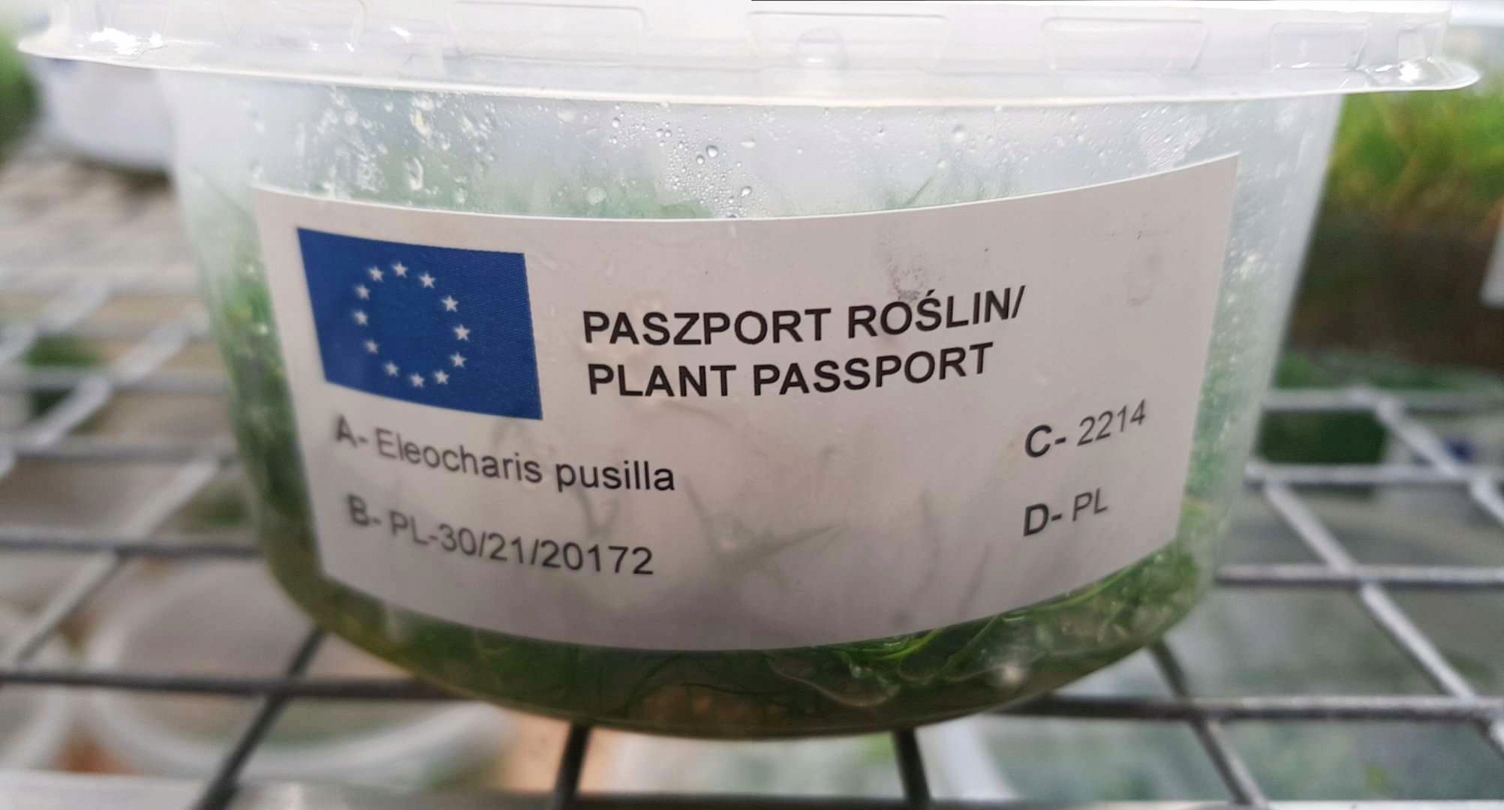 PASZPORT ROŚLIN/
PLANT PASSPORT
A- Eleocharis pusilla
C- 2214
B- PL-30/21/20172
D- PL